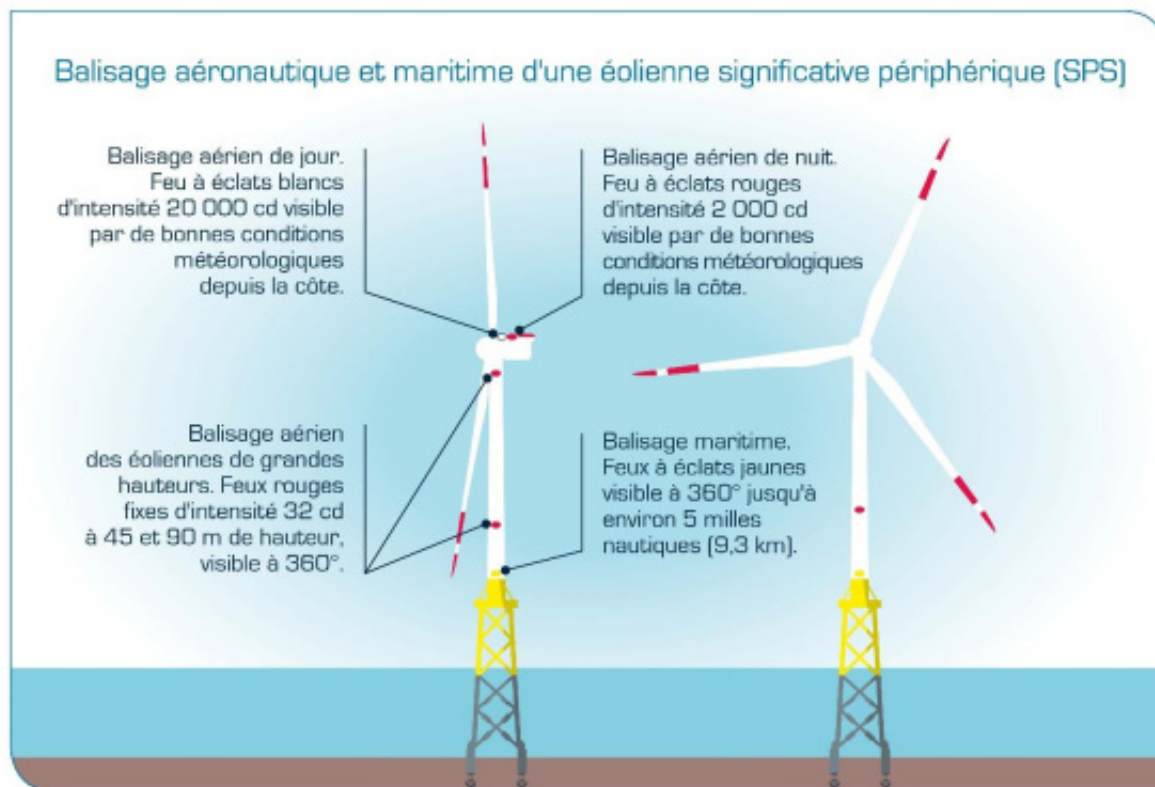 Balisage aéronautique et maritime d'une éolienne significative périphérique (SPS)
Balisage aérien de jour.
Feu à éclats blancs
d'intensité 20 000 cd visible
par de bonnes conditions
météorologiques
depuis la côte.
Balisage aérien de nuit.
Feu à éclats rouges
d'intensité 2 000 cd
visible par de bonnes
conditions météorologiques
depuis la côte.
Balisage aérien
des éoliennes de grandes
hauteurs. Feux rouges
fixes d'intensité 32 cd
à 45 et 90 m de hauteur,
visible à 360°.
Balisage maritime.
Feux à éclats jaunes
visible à 360° jusqu'à
environ 5 milles
nautiques (9,3 km).